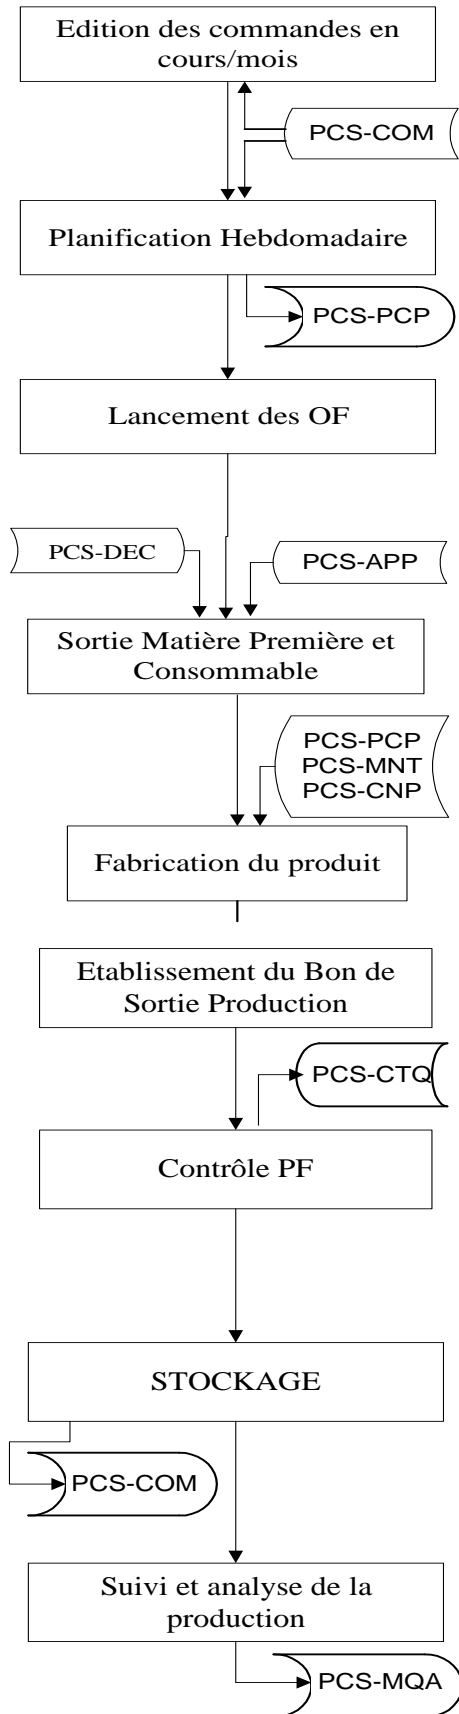 Edition des commandes en
cours/mois
PCS-COM
Planification Hebdomadaire
PCS-PCP
Lancement des OF
PCS-DEC
PCS-APP
Sortie Matière Première et
Consommable
PCS-PCP
PCS-MNT
PCS-CNP
Fabrication du produit
Etablissement du Bon de
Sortie Production
PCS-CTQ
Contrôle PF
STOCKAGE
PCS-COM
Suivi et analyse de la
production
PCS-MQA